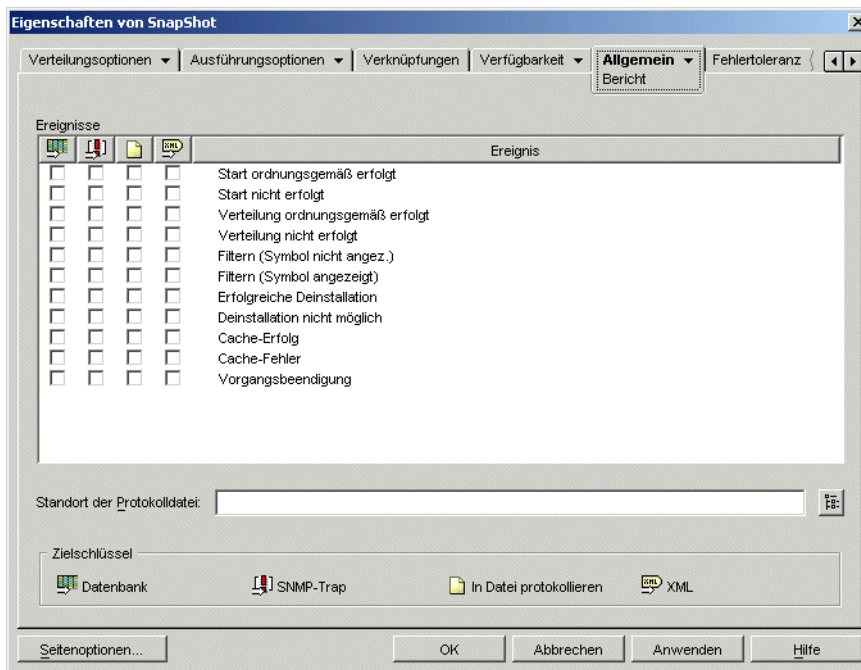 Eigenschaften von SnapShot
Verteilungsoptionen Ausführungsoptionen Verknüpfungen Verfügbarkeit Allgemein Fehlertoleranz
Bericht
Ereignisse
Ereignis
Start ordnungsgemäß erfolgt
Start nicht erfolgt
Verteilung ordnungsgemäß erfolgt
Verteilung nicht erfolgt
Filtern (Symbol nicht angez.)
Filtern (Symbol angezeigt)
Erfolgreiche Deinstallation
Deinstallation nicht möglich
Cache-Erfolg
Cache-Fehler
Vorgangsbeendigung
Standort der Protokolldatei:
Zielschlüssel
Datenbank SNMP-Trap In Datei protokollieren XML
Seitenoptionen... OK Abbrechen Anwenden Hilfe